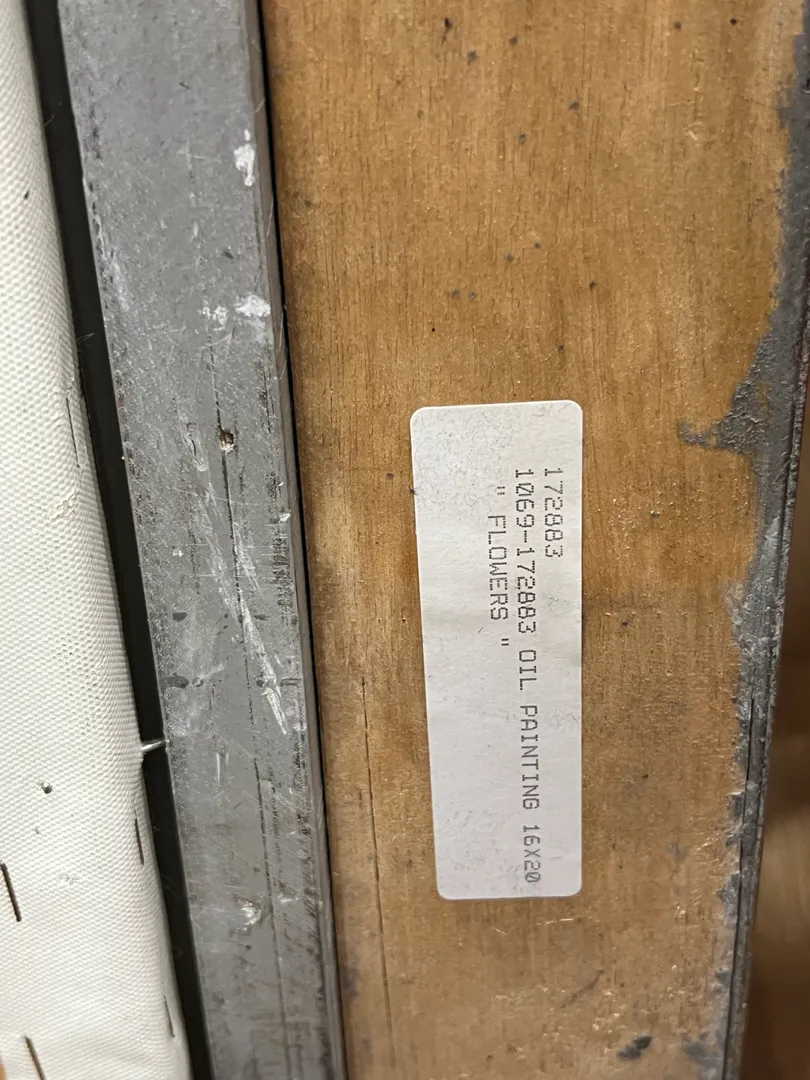 172883
1069-172883 OIL PAINTING 16X20
" FLOWERS "